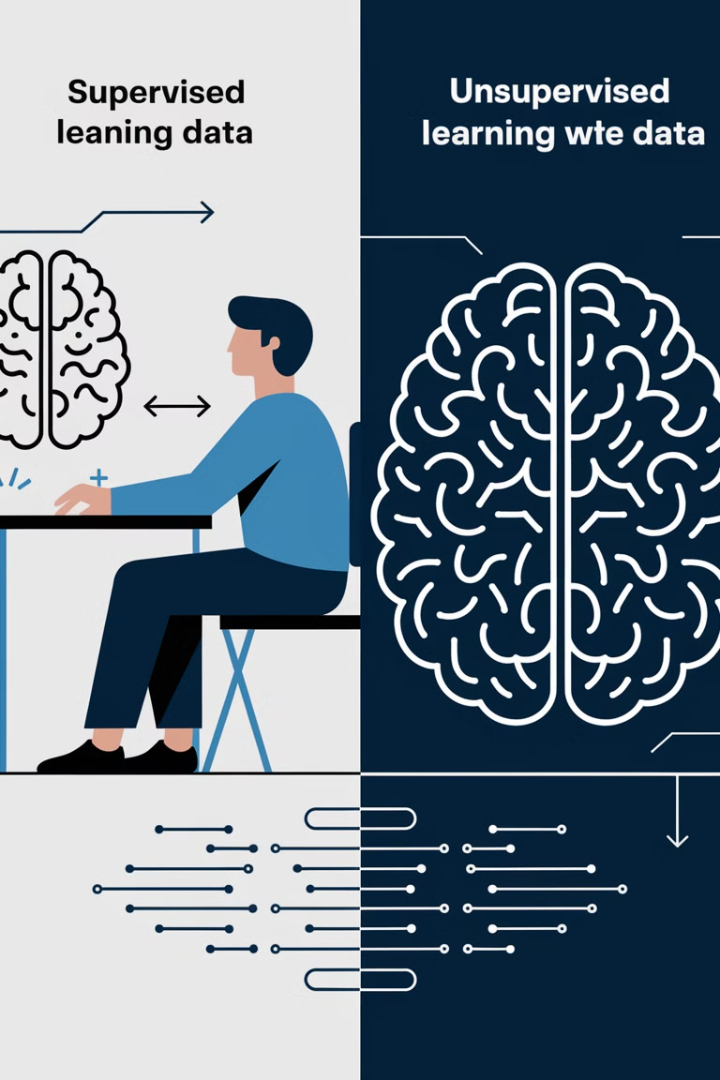 Supervised
leaning data
Unsupervised
learning wte data